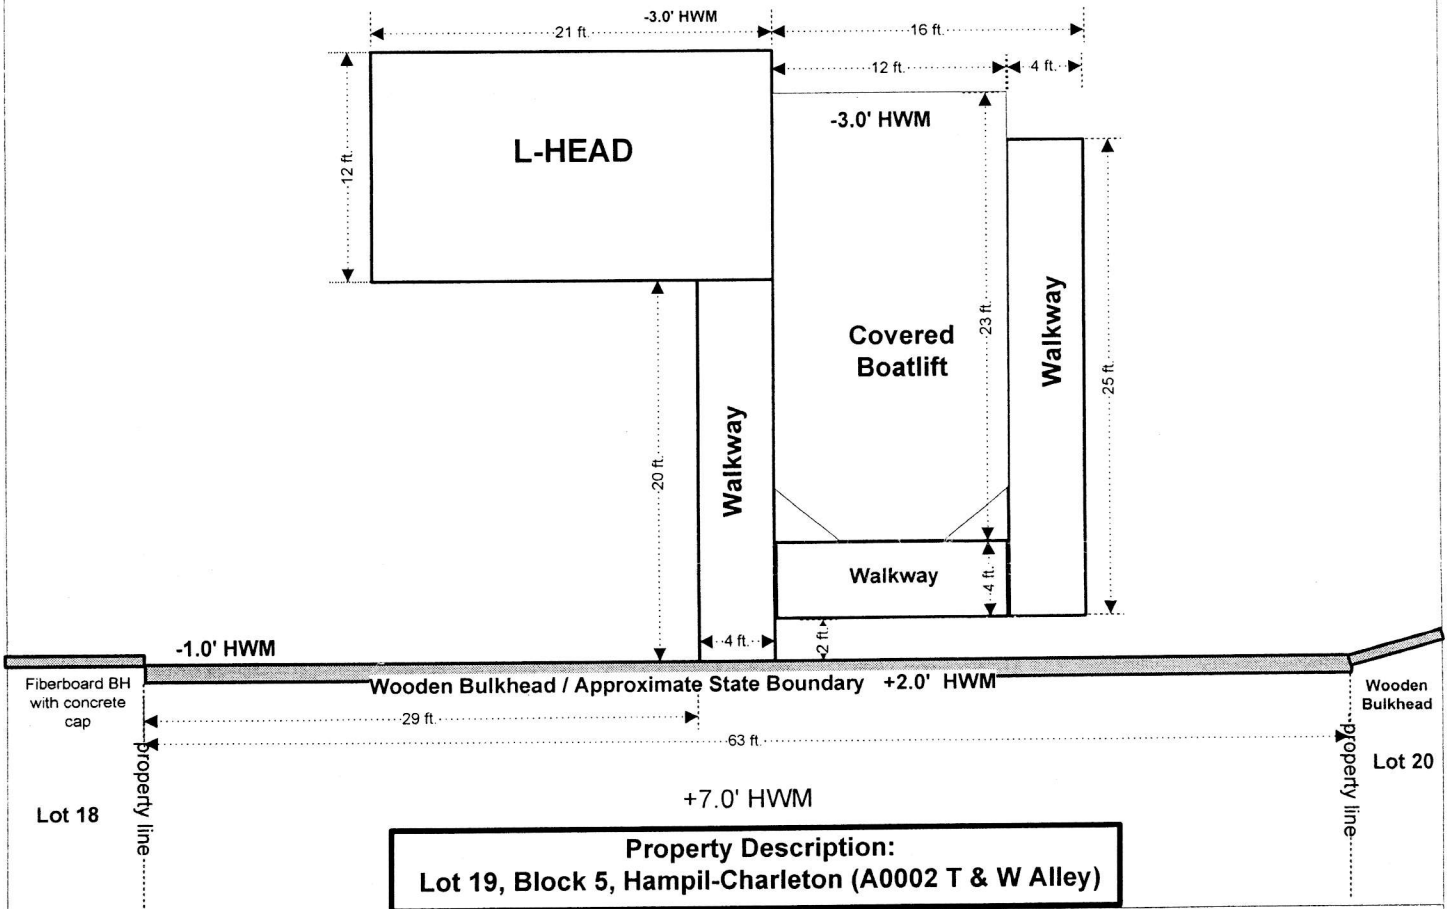 -3.0' HWM
21 ft.
16 ft.
12 ft.
4 ft.
-3.0' HWM
L-HEAD
12 ft.
Covered
Boatlift
23 ft.
Walkway
25 ft.
20 ft.
Walkway
Walkway
4 ft.
4 ft.
2 ft.
-1.0' HWM
Fiberboard BH
with concrete
cap
Wooden Bulkhead / Approximate State Boundary +2.0' HWM
Wooden
Bulkhead
29 ft.
63 ft.
property line
property line
Lot 18
Lot 20
+7.0' HWM
Property Description:
Lot 19, Block 5, Hampil-Charleton (A0002 T & W Alley)